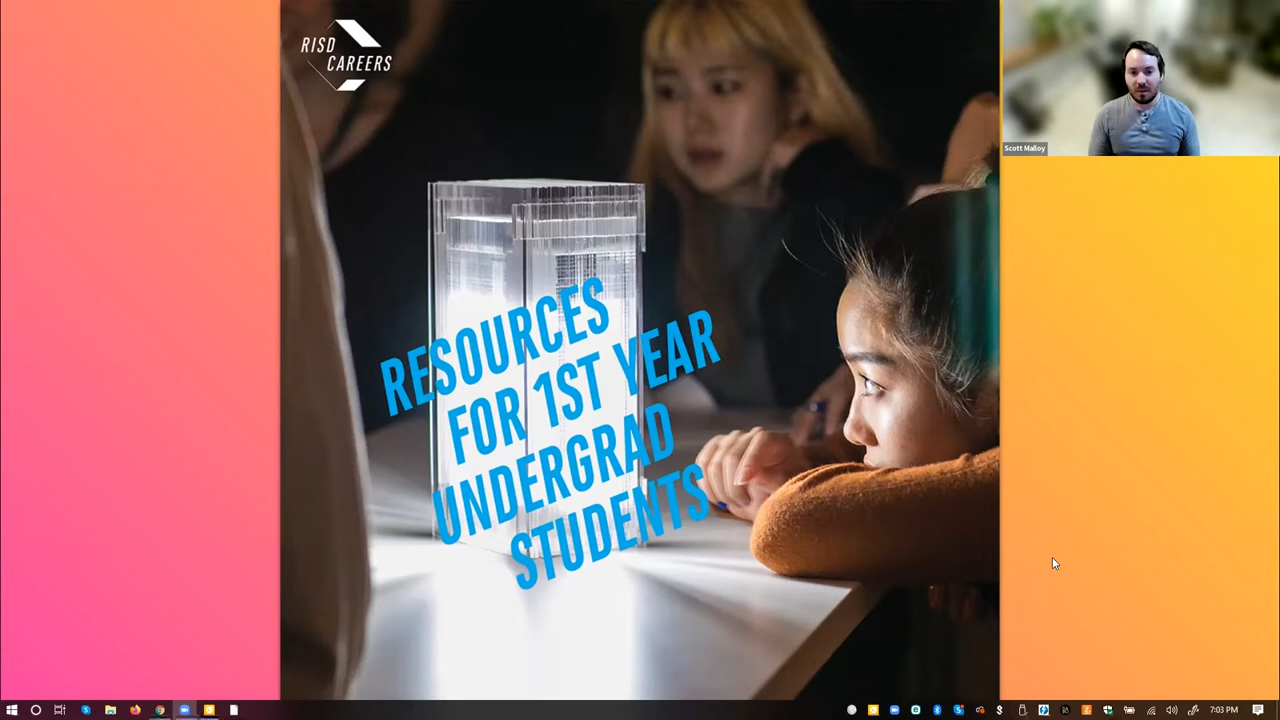 RISD
CAREERS
Scott Malloy
RESOURCES
FOR 1ST YEAR
UNDERGRAD
STUDENTS
7:03 PM